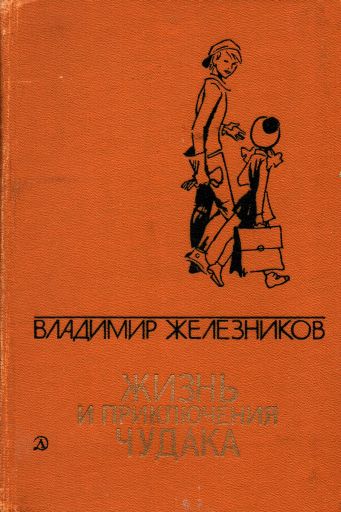 ВЛАДИМИР ЖЕЛЕЗНИКОВ
ЖИЗНЬ
И ПРИКЛЮЧЕНИЯ
ЧУДАКА
Д